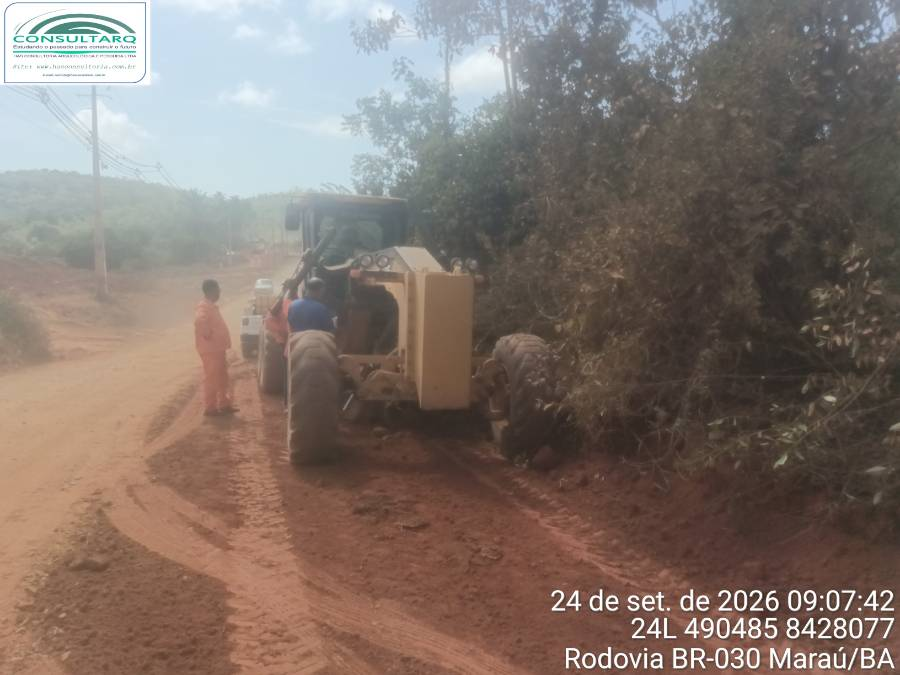 CONSULTARQ
Estudando o passado para construir o futuro
24 de set. de 2026 09:07:42
24L 490485 8428077
Rodovia BR-030 Maraú/BA